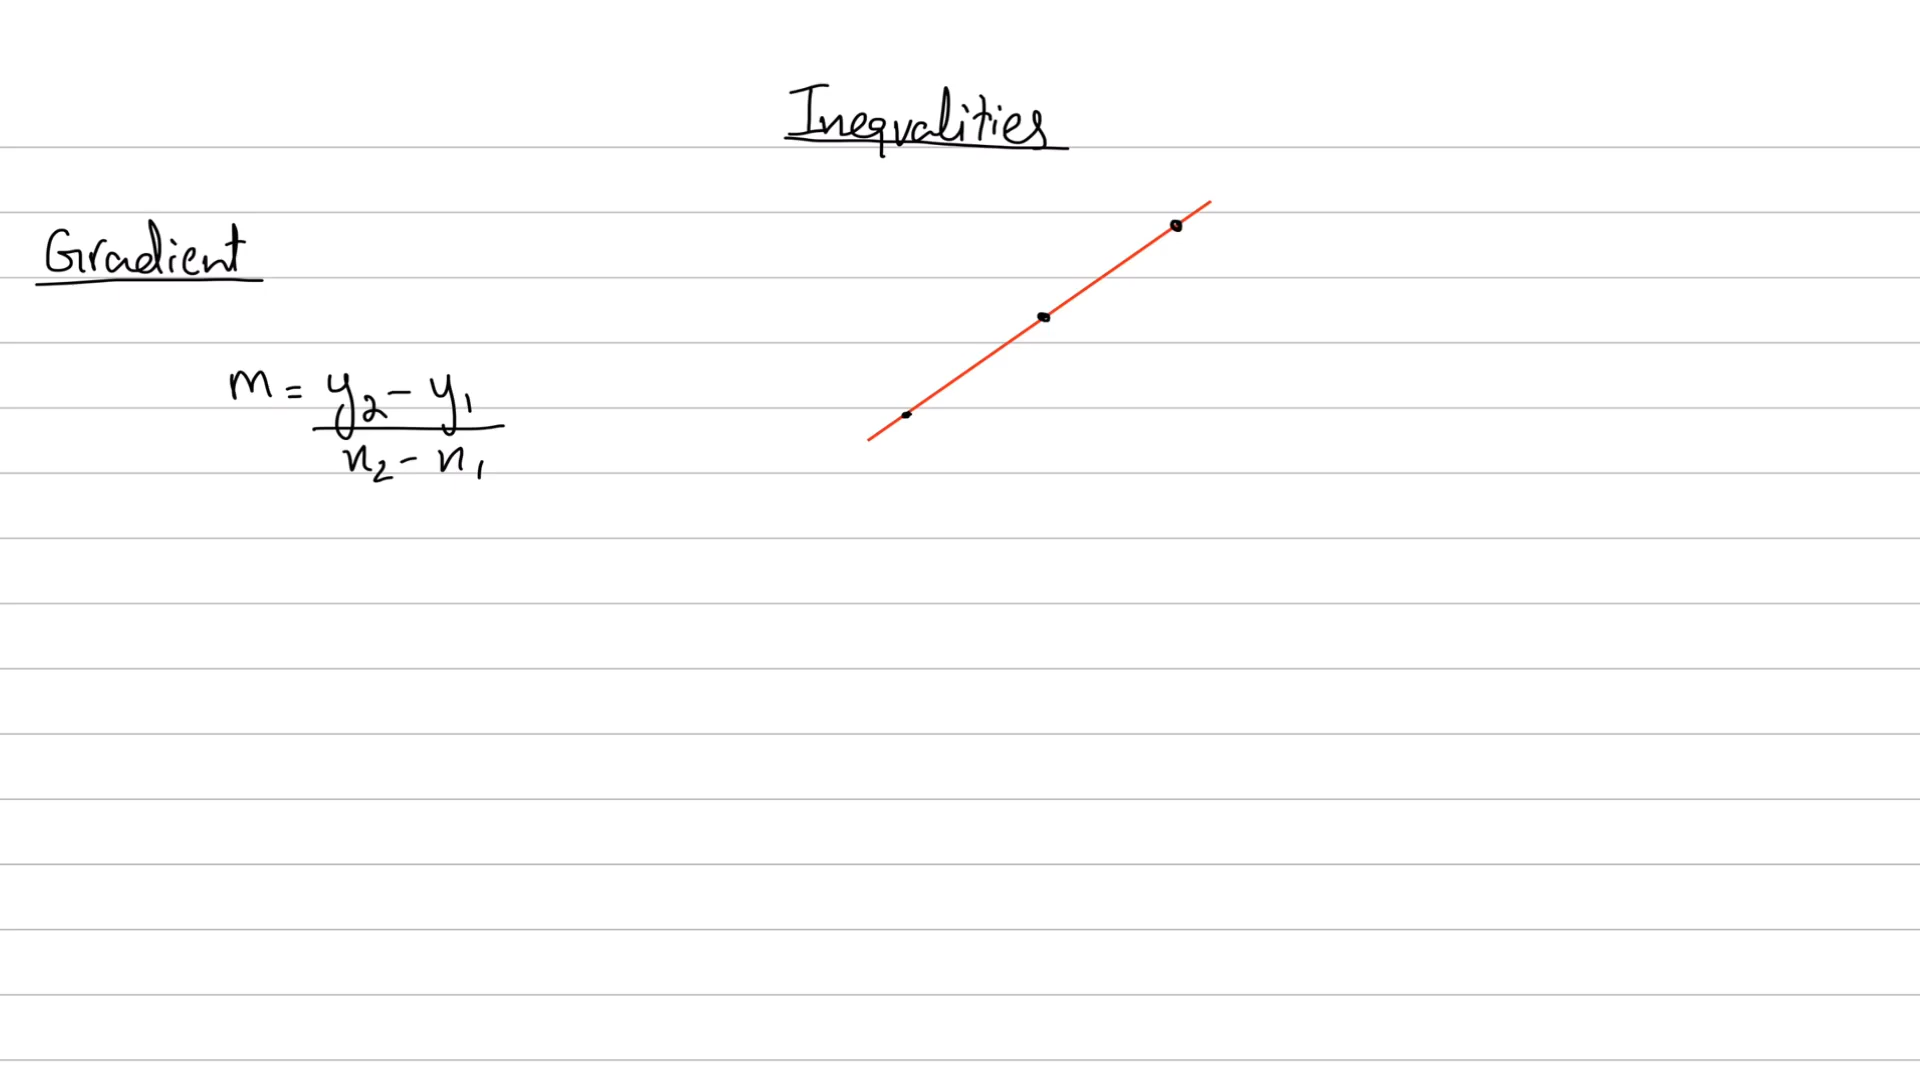 Inequalities
Gradient
m = y2 - y1
x2 - x1